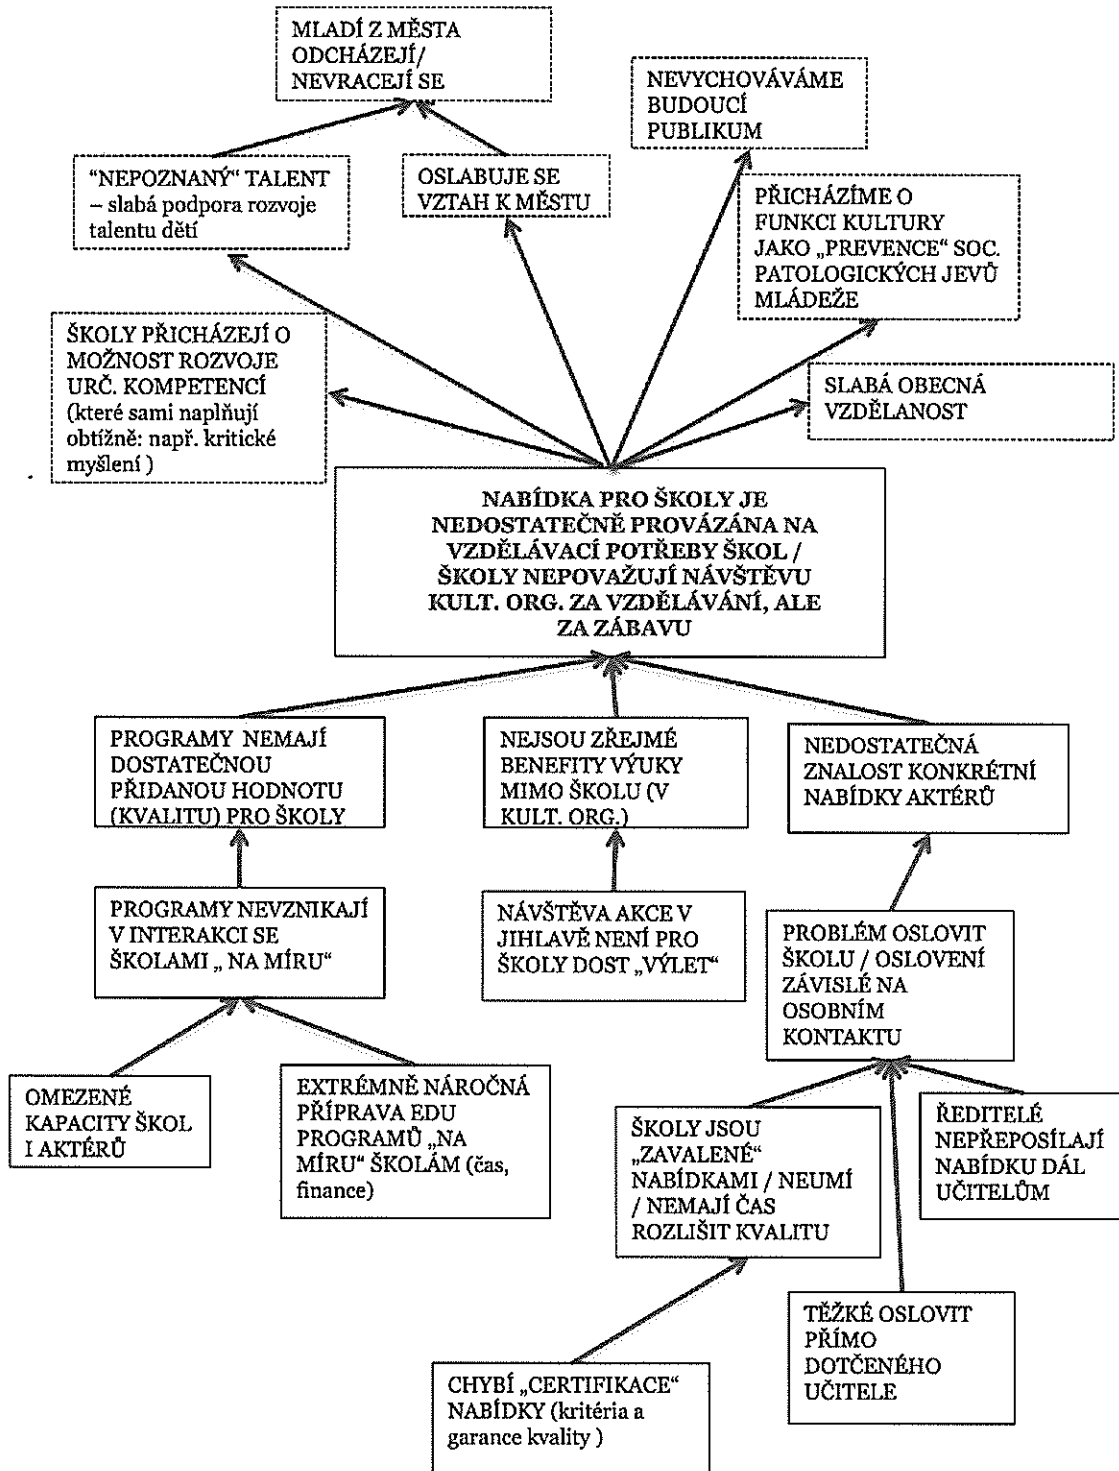 MLADÍ Z MĚSTA
ODCHÁZEJÍ/
NEVRACEJÍ SE
NEVYCHOVÁVÁME
BUDOUCÍ
PUBLIKUM
"NEPOZNANÝ“ TALENT
– slabá podpora rozvoje
talentu dětí
OSLABUJE SE
VZTAH K MĚSTU
PŘICHÁZÍME O
FUNKCI KULTURY
JAKO „PREVENCE“ SOC.
PATOLOGICKÝCH JEVŮ
MLÁDEŽE
ŠKOLY PŘICHÁZEJÍ O
MOŽNOST ROZVOJE
URČ. KOMPETENCÍ
(které sami naplňují
obtížně: např. kritické
myšlení )
SLABÁ OBECNÁ
VZDĚLANOST
NABÍDKA PRO ŠKOLY JE
NEDOSTATEČNĚ PROVÁZÁNA NA
VZDĚLÁVACÍ POTŘEBY ŠKOL /
ŠKOLY NEPOVAŽUJÍ NÁVŠTĚVU
KULT. ORG. ZA VZDĚLÁVÁNÍ, ALE
ZA ZÁBAVU
PROGRAMY NEMAJÍ
DOSTATEČNOU
PŘIDANOU HODNOTU
(KVALITU) PRO ŠKOLY
NEJSOU ZŘEJMÉ
BENEFITY VÝUKY
MIMO ŠKOLU (V
KULT. ORG.)
NEDOSTATEČNÁ
ZNALOST KONKRÉTNÍ
NABÍDKY AKTÉRŮ
PROGRAMY NEVZNIKAJÍ
V INTERAKCI SE
ŠKOLAMI „ NA MÍRU“
NÁVŠTĚVA AKCE V
JIHLAVĚ NENÍ PRO
ŠKOLY DOST „VÝLET“
PROBLÉM OSLOVIT
ŠKOLU / OSLOVENÍ
ZÁVISLÉ NA
OSOBNÍM
KONTAKTU
OMEZENÉ
KAPACITY ŠKOL
I AKTÉRŮ
EXTRÉMNĚ NÁROČNÁ
PŘÍPRAVA EDU
PROGRAMŮ „NA
MÍRU“ ŠKOLÁM (čas,
finance)
ŠKOLY JSOU
„ZAVALENÉ“
NABÍDKAMI / NEUMÍ
/ NEMAJÍ ČAS
ROZLIŠIT KVALITU
ŘEDITELÉ
NEPŘEPOSÍLAJÍ
NABÍDKU DÁL
UČITELŮM
TĚŽKÉ OSLOVIT
PŘÍMO
DOTČENÉHO
UČITELE
CHYBÍ „CERTIFIKACE“
NABÍDKY (kritéria a
garance kvality )